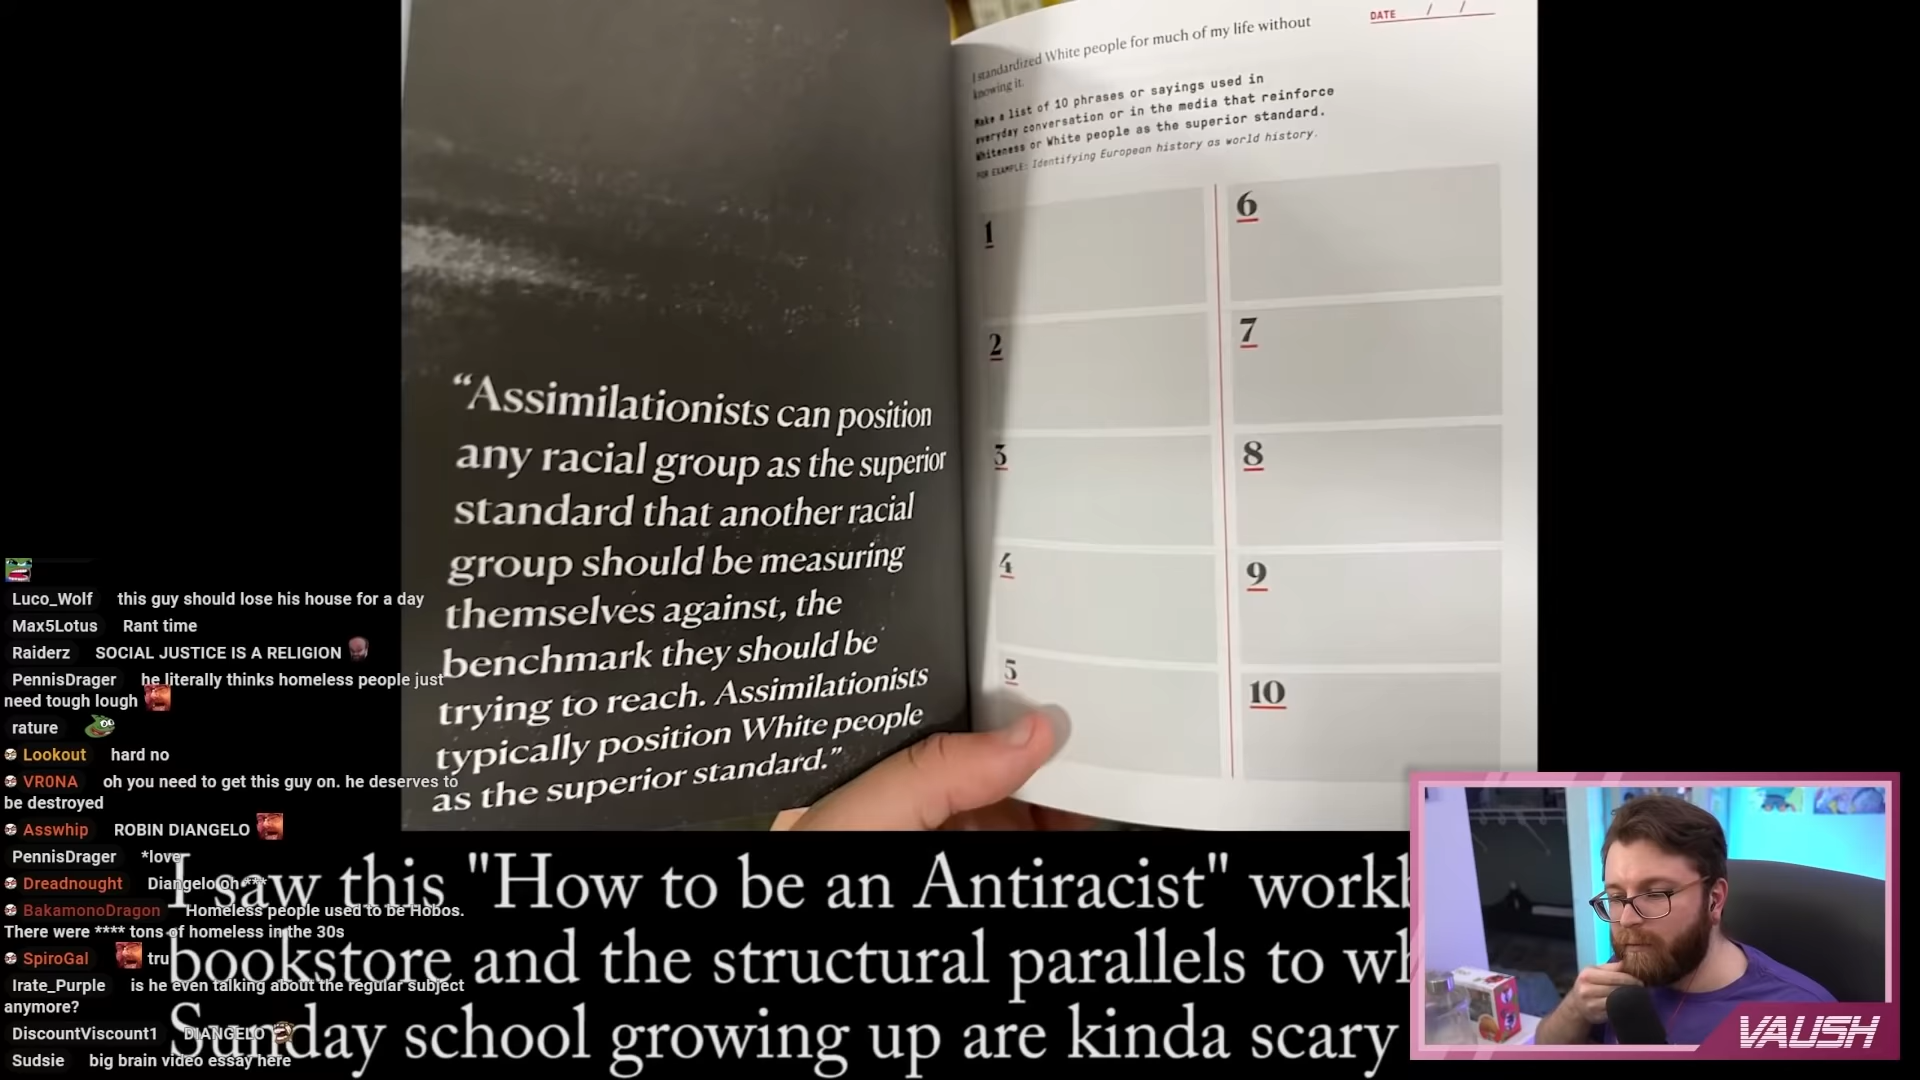 I standardized White people for much of my life without
knowing it.
DATE / /
Make a list of 10 phrases or sayings used in
everyday conversation or in the media that reinforce
Whiteness or White people as the superior standard.
FOR EXAMPLE: Identifying European history as world history.
1
2
3
4
5
6
7
8
9
10
“Assimilationists can position
any racial group as the superior
standard that another racial
group should be measuring
themselves against, the
benchmark they should be
trying to reach. Assimilationists
typically position White people
as the superior standard.”
Luco_Wolf this guy should lose his house for a day
Max5Lotus Rant time
Raiderz SOCIAL JUSTICE IS A RELIGION
PennisDrager he literally thinks homeless people just
need tough lough
rature
Lookout hard no
VR0NA oh you need to get this guy on. he deserves to
be destroyed
Asswhip ROBIN DIANGELO
PennisDrager *love
Dreadnought Diangelo oh ***
BakamonoDragon Homeless people used to be Hobos.
There were **** tons of homeless in the 30s
SpiroGal tru
Irate_Purple is he even talking about the regular subject
anymore?
DiscountViscount1 DIANGELO
Sudsie big brain video essay here
I saw this "How to be an Antiracist" workb
bookstore and the structural parallels to wh
Sunday school growing up are kinda scary
VAUSH